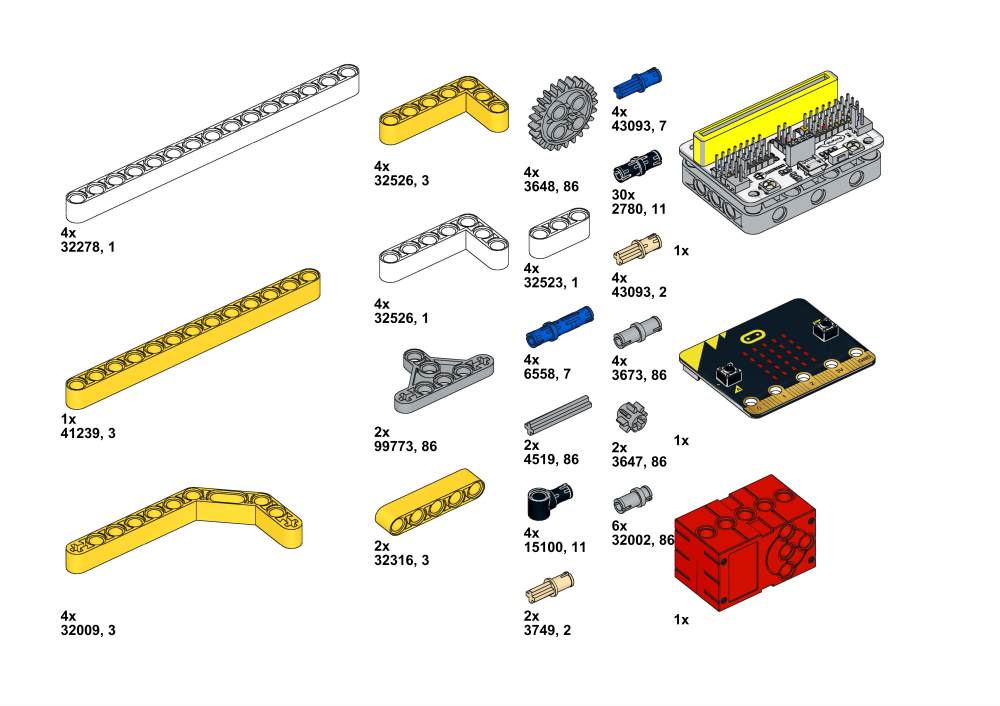 4x
32278, 1
4x
32526, 3
4x
3648, 86
4x
43093, 7
30x
2780, 11
1x
4x
32526, 1
4x
32523, 1
4x
43093, 2
1x
41239, 3
2x
99773, 86
4x
6558, 7
4x
3673, 86
2x
4519, 86
2x
3647, 86
1x
4x
32009, 3
2x
32316, 3
4x
15100, 11
6x
32002, 86
2x
3749, 2
1x